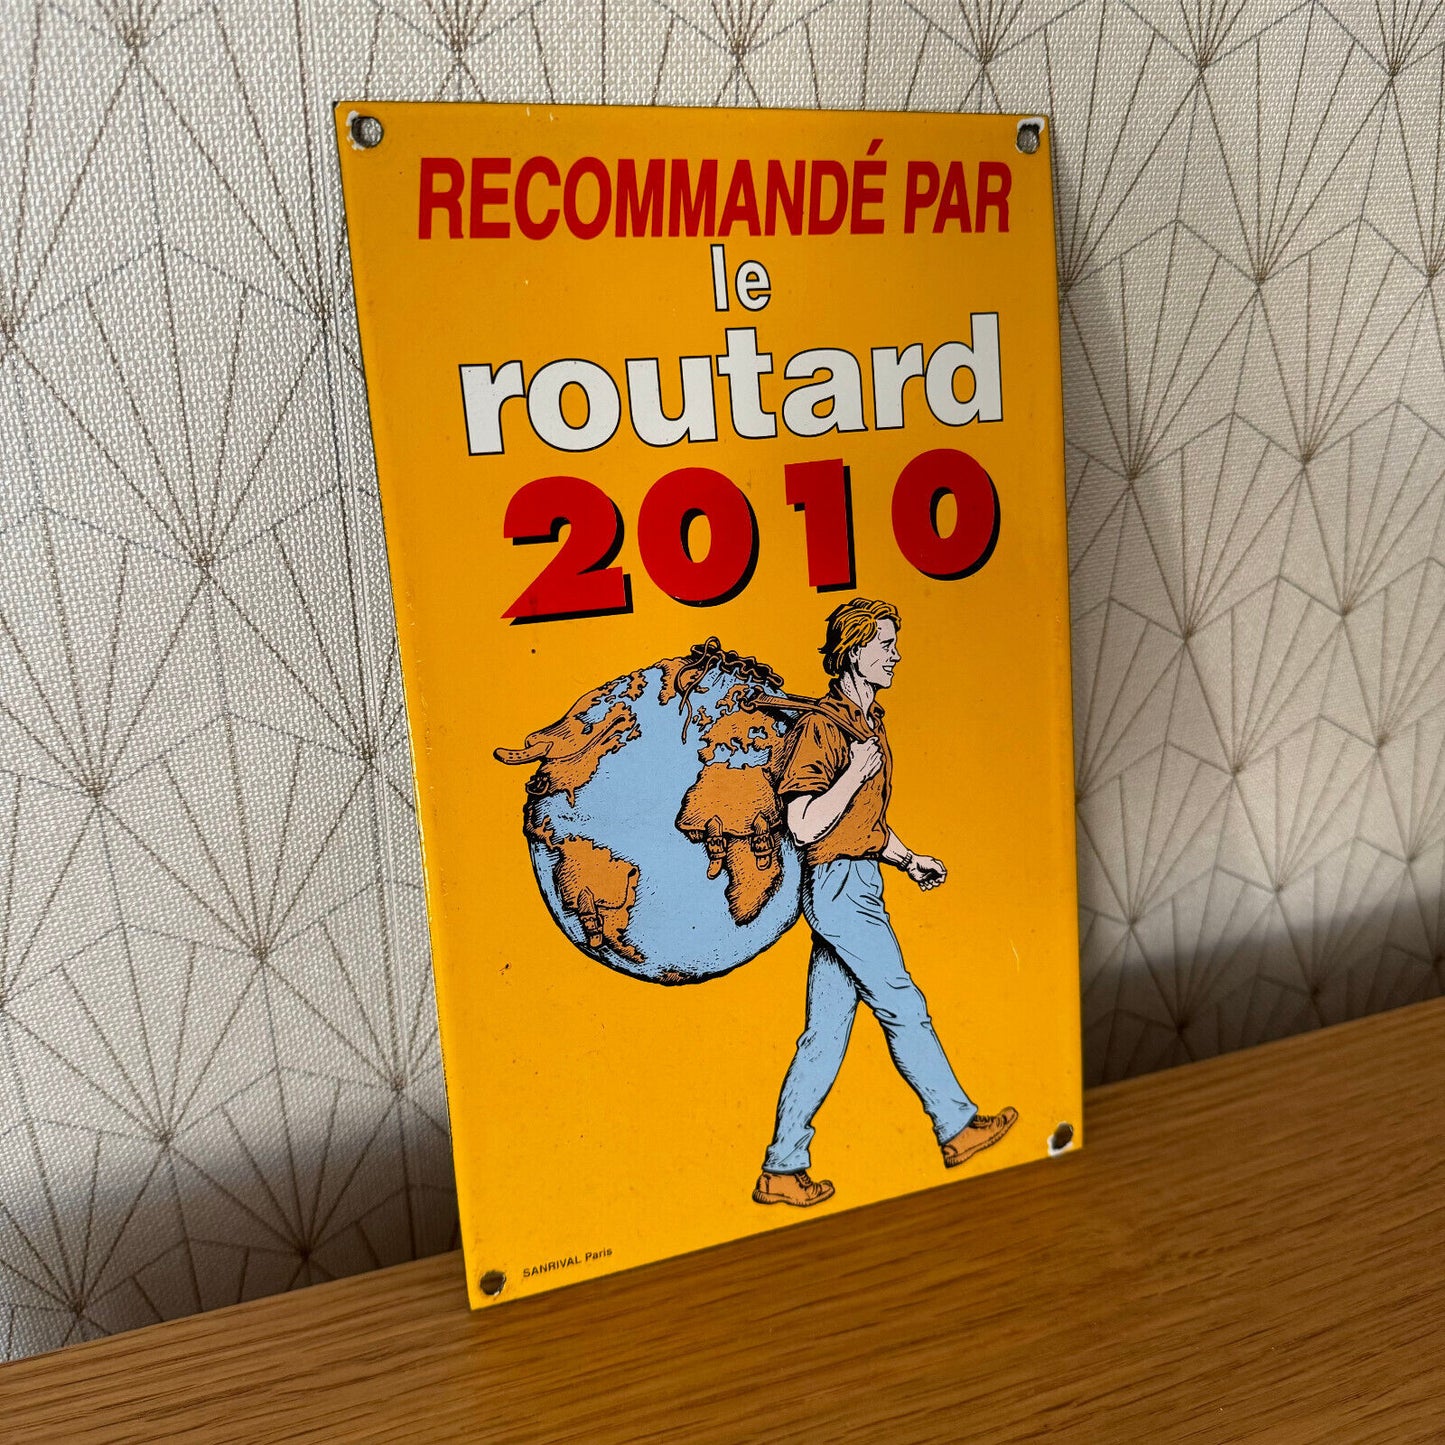 RECOMMANDÉ PAR
le
routard
2010
SANRIVAL Paris